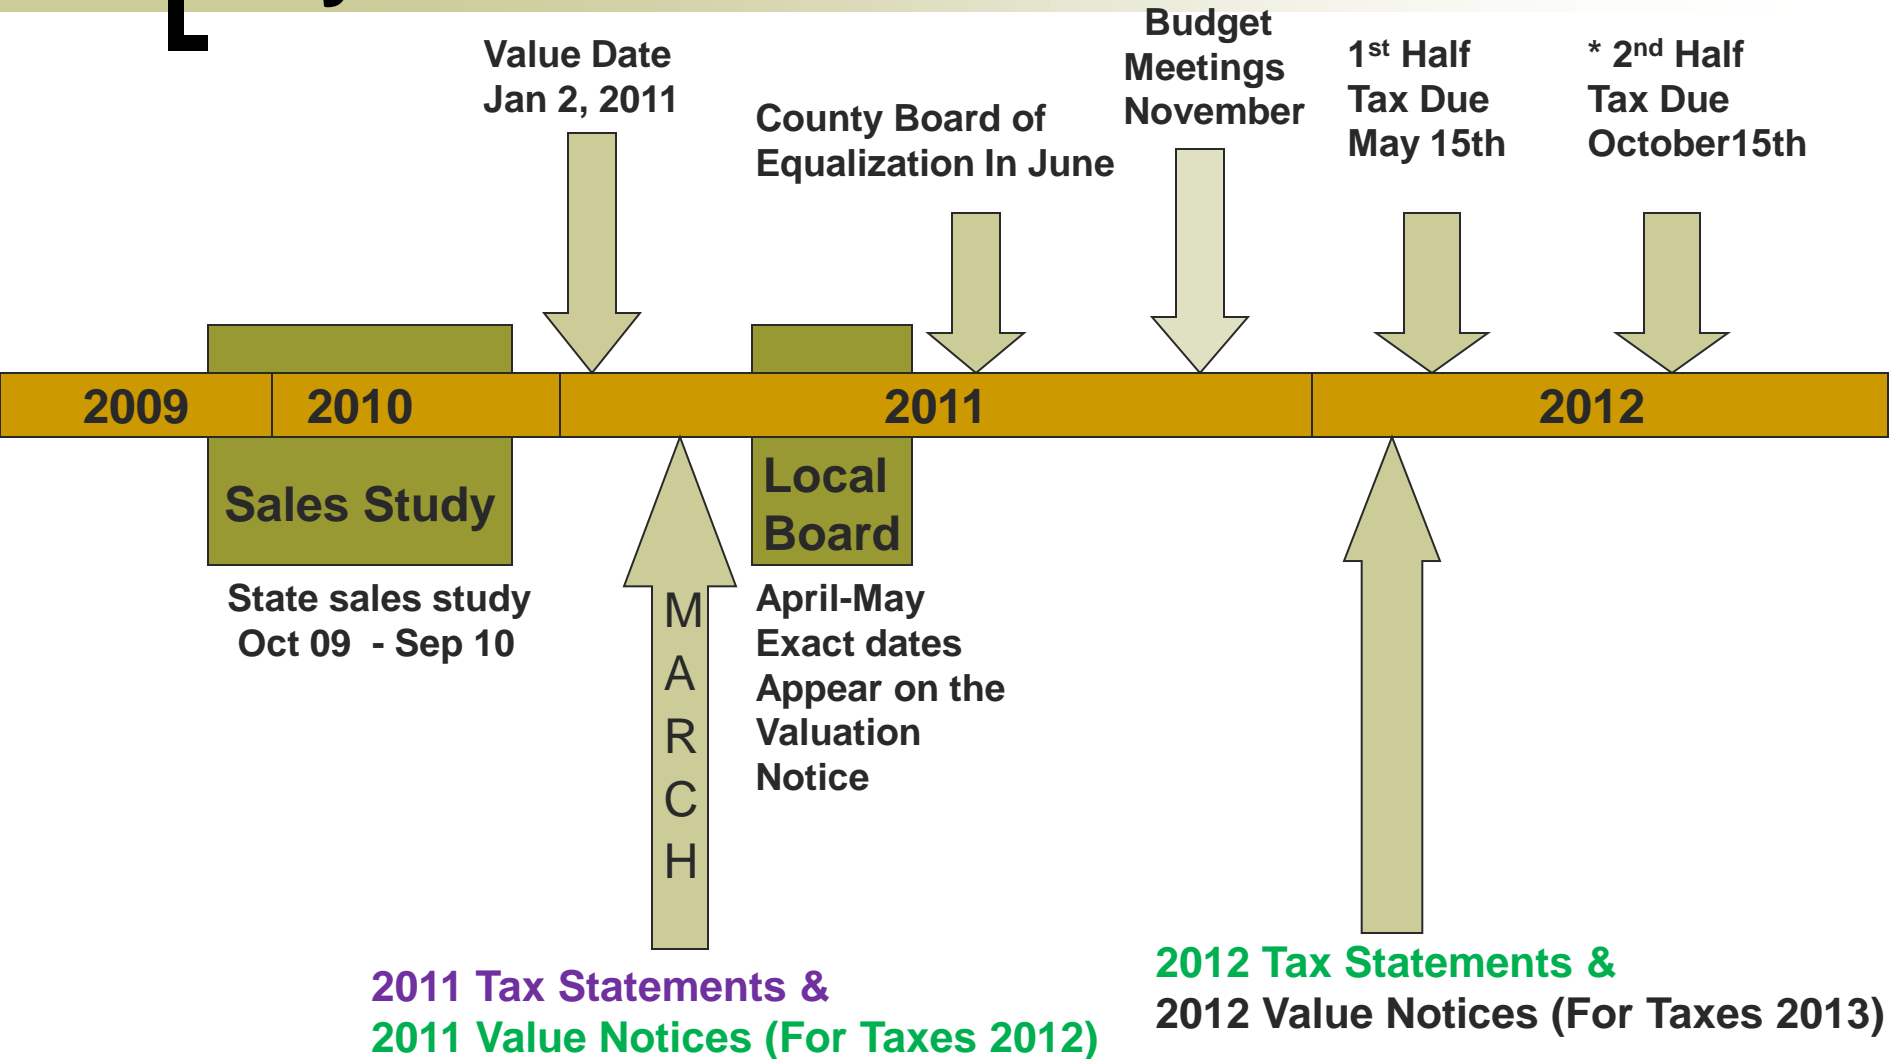 Value Date
Jan 2, 2011
County Board of
Equalization In June
Budget
Meetings
November
1st Half
Tax Due
May 15th
* 2nd Half
Tax Due
October15th
2009
2010
2011
2012
Sales Study
State sales study
Oct 09 - Sep 10
M
A
R
C
H
Local
Board
April-May
Exact dates
Appear on the
Valuation
Notice
2011 Tax Statements &
2011 Value Notices (For Taxes 2012)
2012 Tax Statements &
2012 Value Notices (For Taxes 2013)